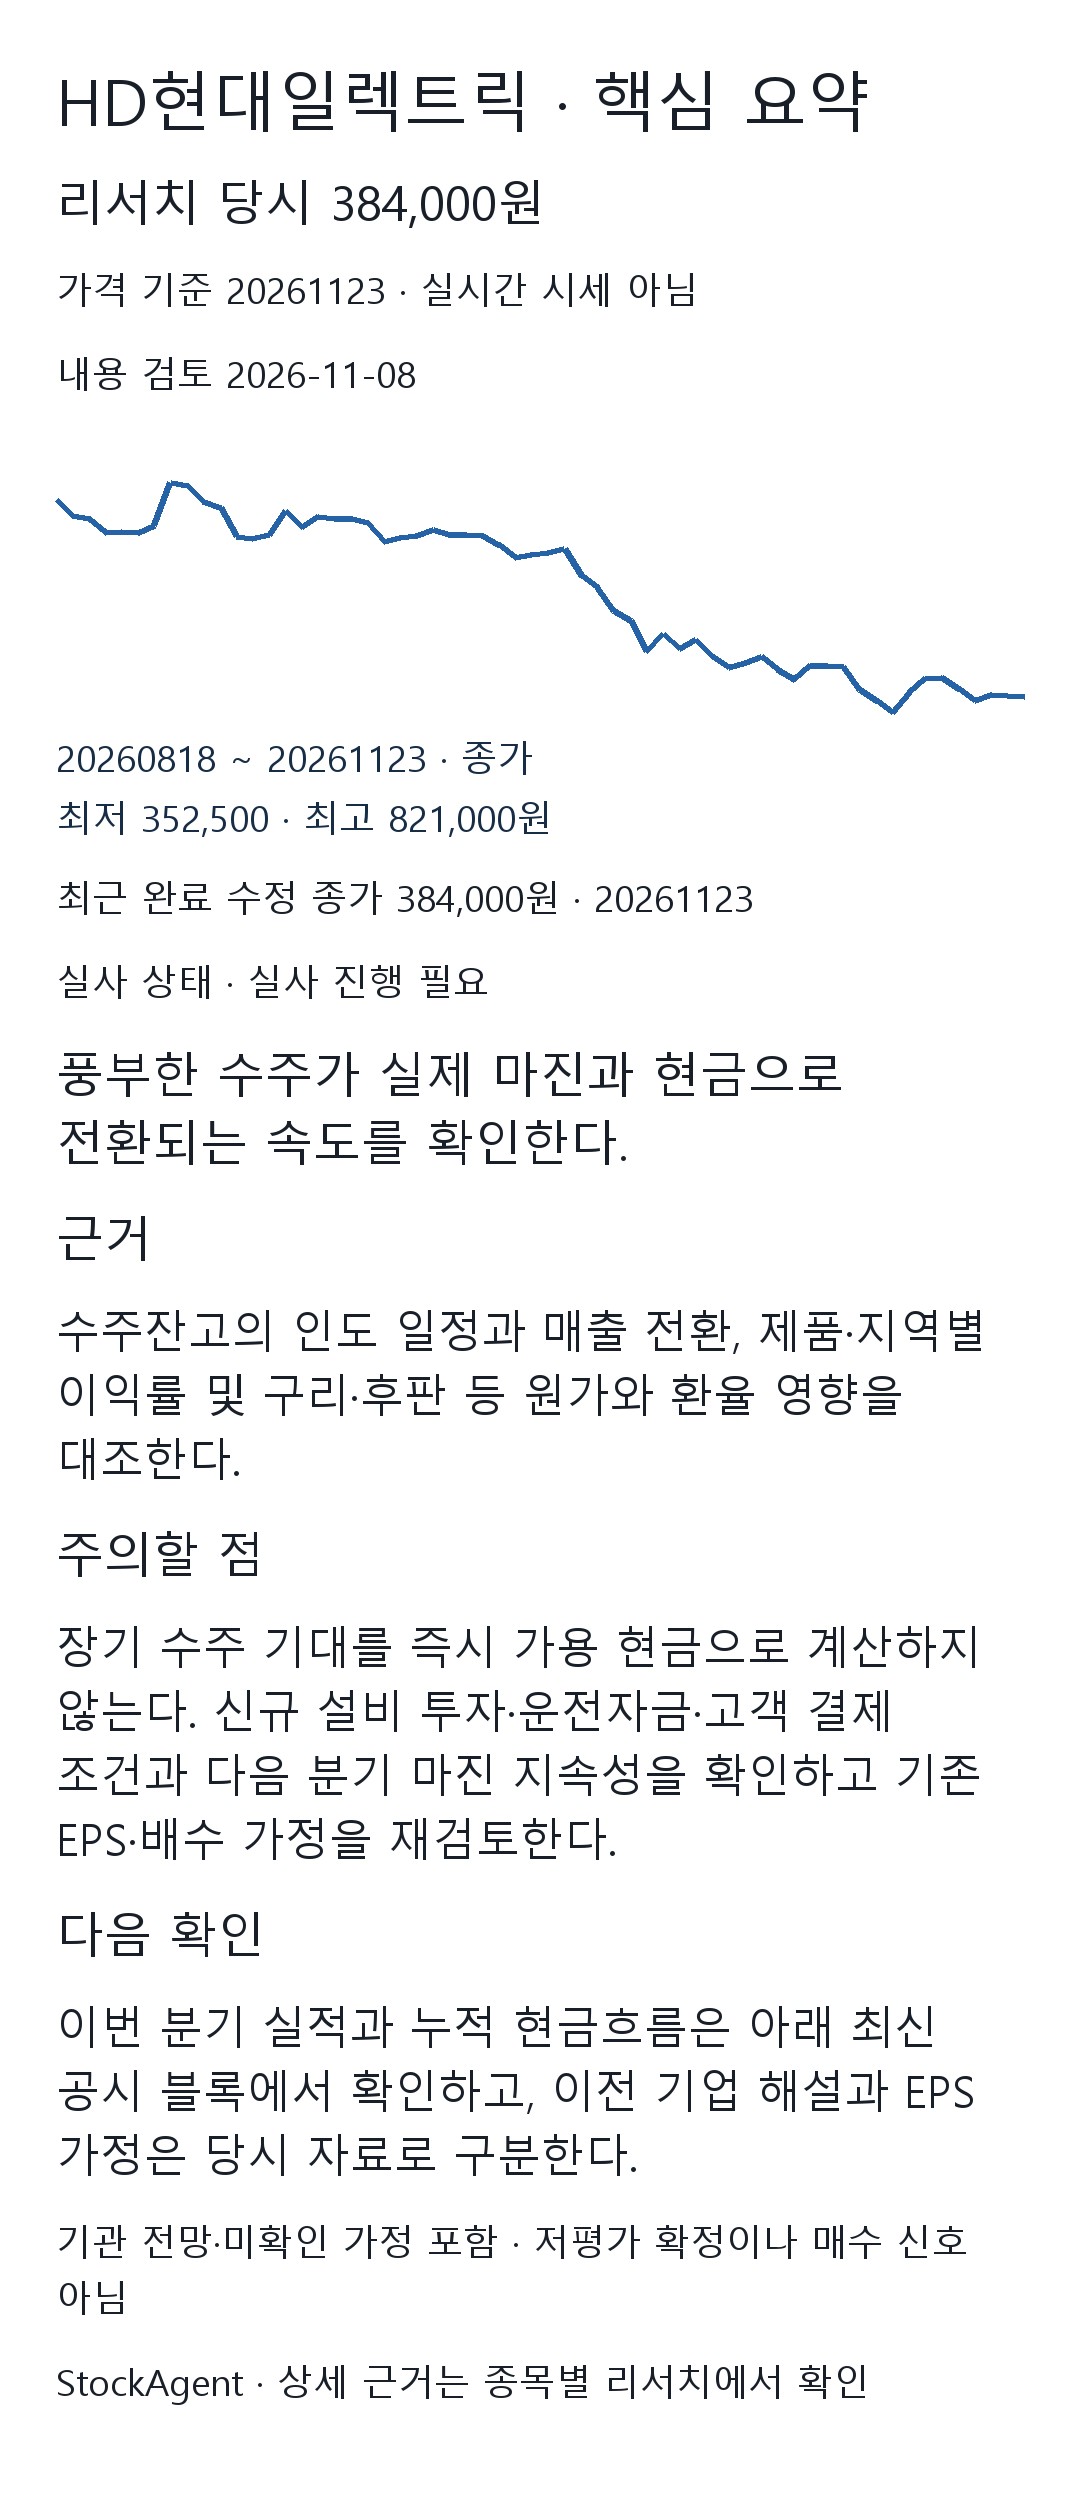 HD현대일렉트릭 · 핵심 요약
리서치 당시 384,000원
가격 기준 20261123 · 실시간 시세 아님
내용 검토 2026-11-08
20260818 ~ 20261123 · 종가
최저 352,500 · 최고 821,000원
최근 완료 수정 종가 384,000원 · 20261123
실사 상태 · 실사 진행 필요
풍부한 수주가 실제 마진과 현금으로
전환되는 속도를 확인한다.
근거
수주잔고의 인도 일정과 매출 전환, 제품·지역별
이익률 및 구리·후판 등 원가와 환율 영향을
대조한다.
주의할 점
장기 수주 기대를 즉시 가용 현금으로 계산하지
않는다. 신규 설비 투자·운전자금·고객 결제
조건과 다음 분기 마진 지속성을 확인하고 기존
EPS·배수 가정을 재검토한다.
다음 확인
이번 분기 실적과 누적 현금흐름은 아래 최신
공시 블록에서 확인하고, 이전 기업 해설과 EPS
가정은 당시 자료로 구분한다.
기관 전망·미확인 가정 포함 · 저평가 확정이나 매수 신호
아님
StockAgent · 상세 근거는 종목별 리서치에서 확인